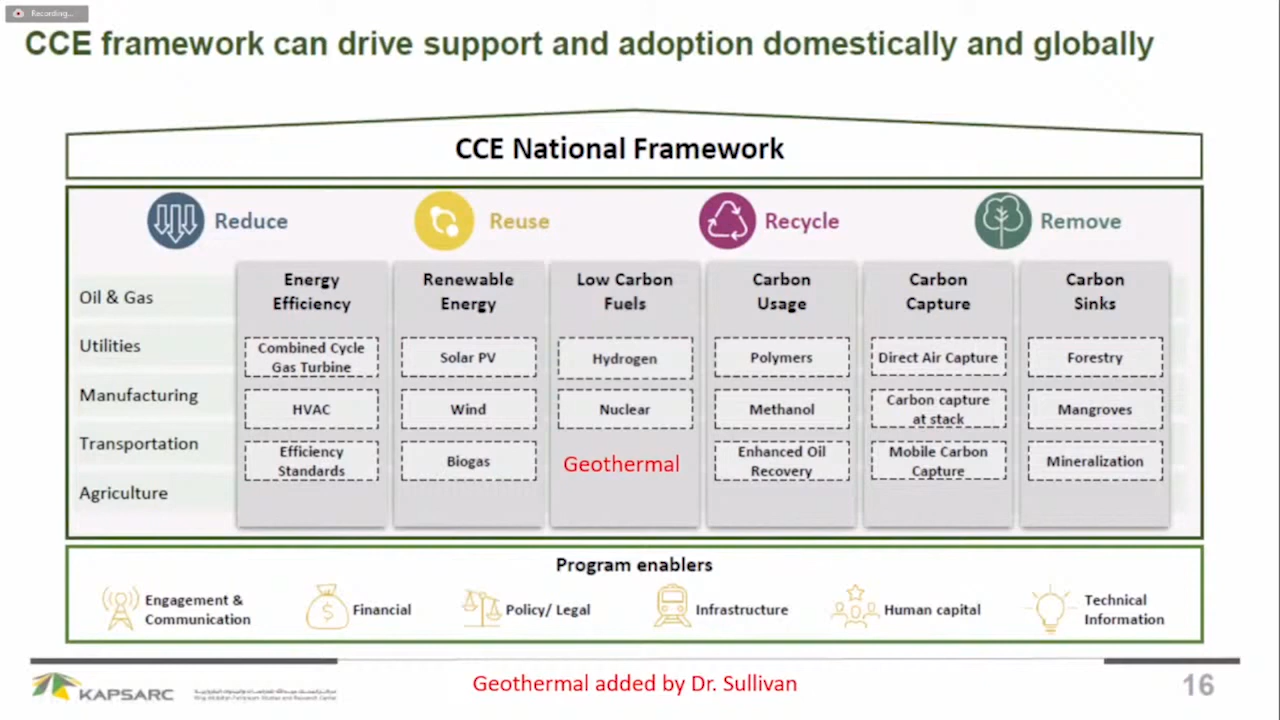 Recording...
CCE framework can drive support and adoption domestically and globally
CCE National Framework
Reduce
Reuse
Recycle
Remove
Oil & Gas
Utilities
Manufacturing
Transportation
Agriculture
Energy
Efficiency
Combined Cycle
Gas Turbine
HVAC
Efficiency
Standards
Renewable
Energy
Solar PV
Wind
Biogas
Low Carbon
Fuels
Hydrogen
Nuclear
Geothermal
Carbon
Usage
Polymers
Methanol
Enhanced Oil
Recovery
Carbon
Capture
Direct Air Capture
Carbon capture
at stack
Mobile Carbon
Capture
Carbon
Sinks
Forestry
Mangroves
Mineralization
Program enablers
Engagement &
Communication
Financial
Policy/ Legal
Infrastructure
Human capital
Technical
Information
KAPSARC
Geothermal added by Dr. Sullivan
16